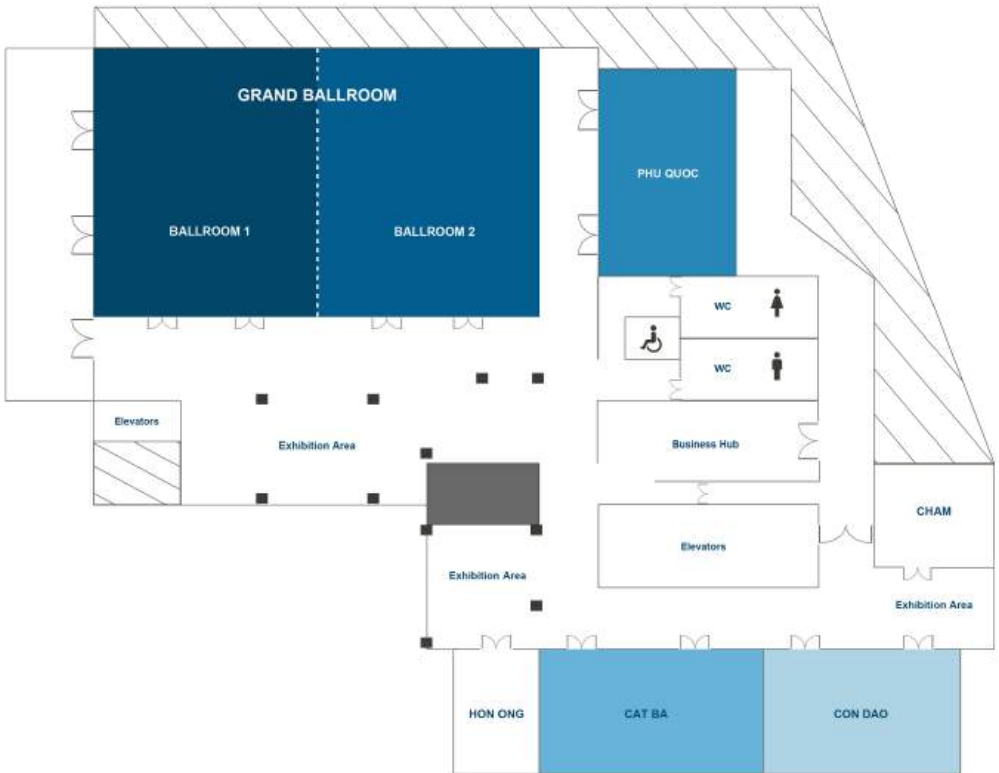 GRAND BALLROOM
PHU QUOC
BALLROOM 1
BALLROOM 2
WC
WC
Elevators
Exhibition Area
Business Hub
CHAM
Elevators
Exhibition Area
Exhibition Area
HON ONG
CAT BA
CON DAO